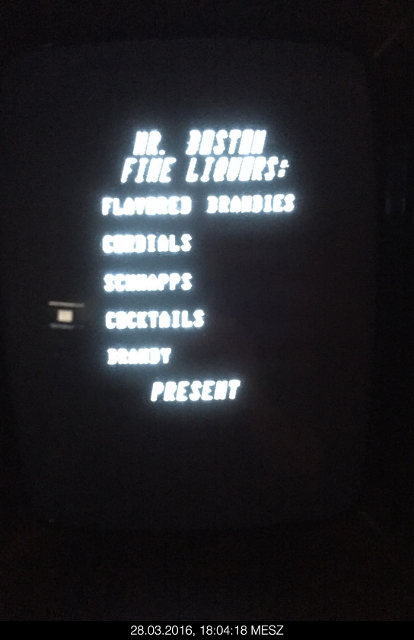 MR. BOSTON
FINE LIQUORS:
FLAVORED BRANDIES
CORDIALS
SCHNAPPS
COCKTAILS
BRANDY
PRESENT
28.03.2016, 18:04:18 MESZ